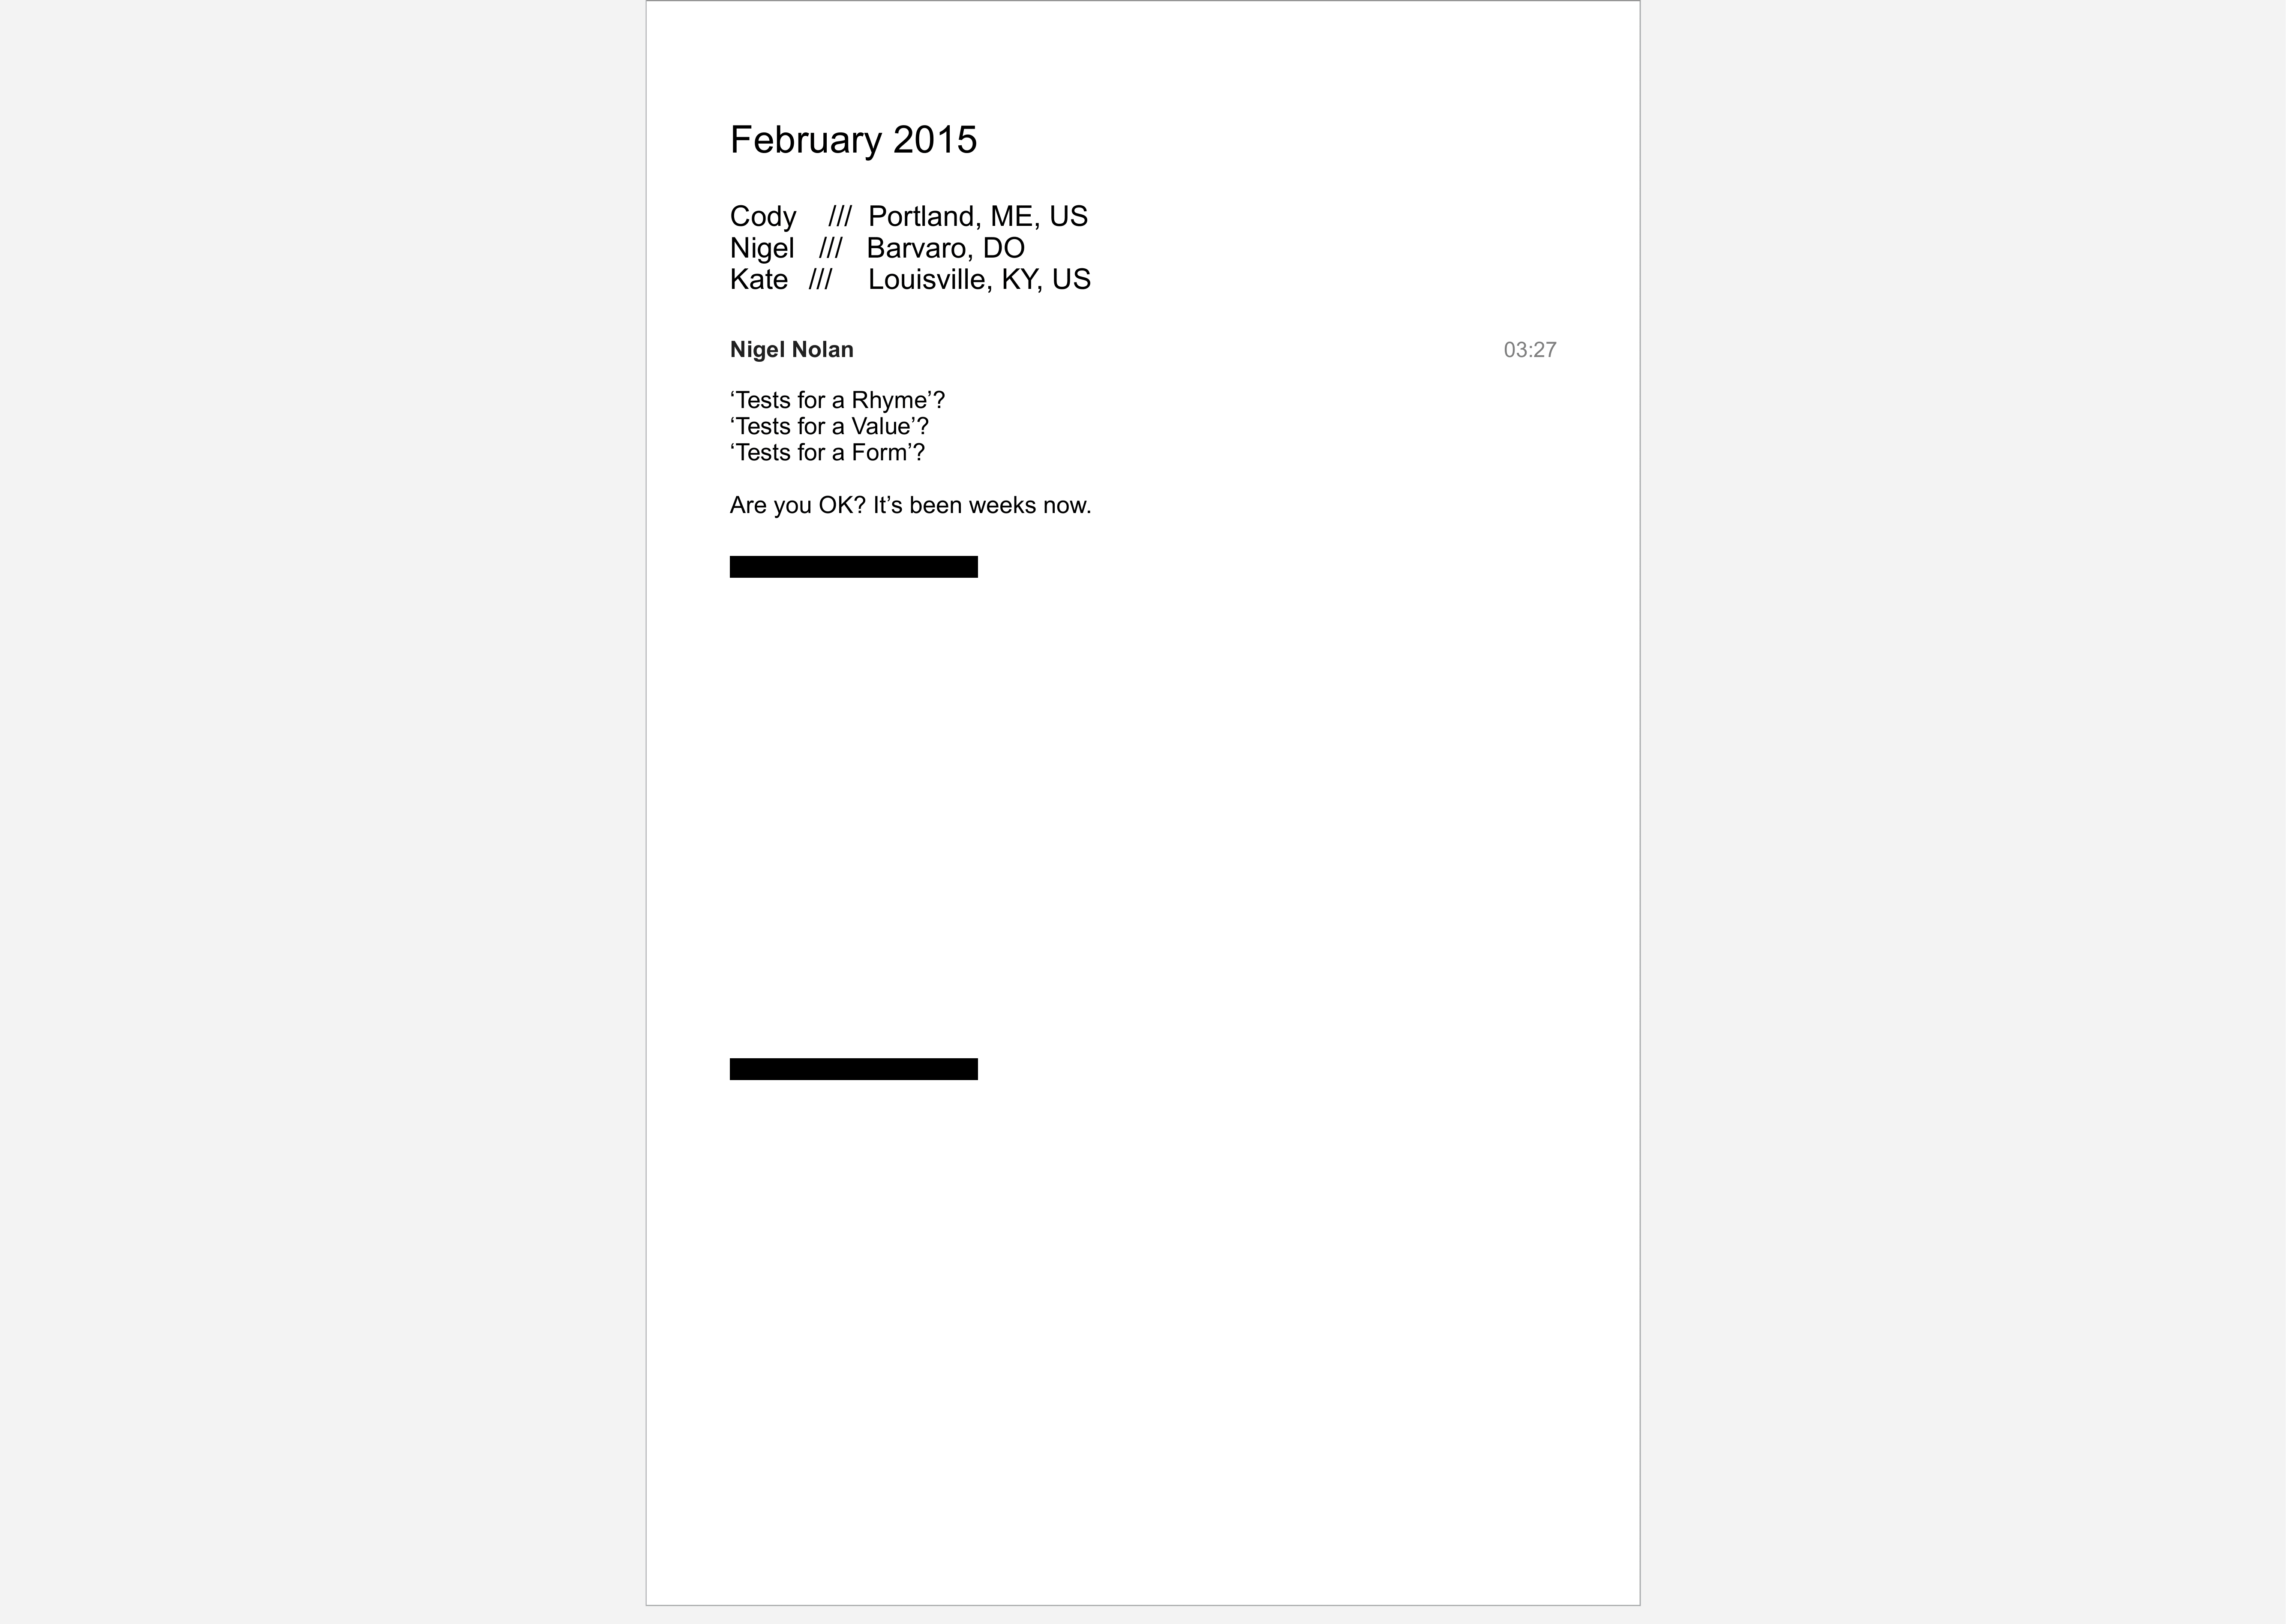 February 2015
Cody /// Portland, ME, US
Nigel /// Barvaro, DO
Kate /// Louisville, KY, US
Nigel Nolan 03:27
‘Tests for a Rhyme’?
‘Tests for a Value’?
‘Tests for a Form’?
Are you OK? It’s been weeks now.